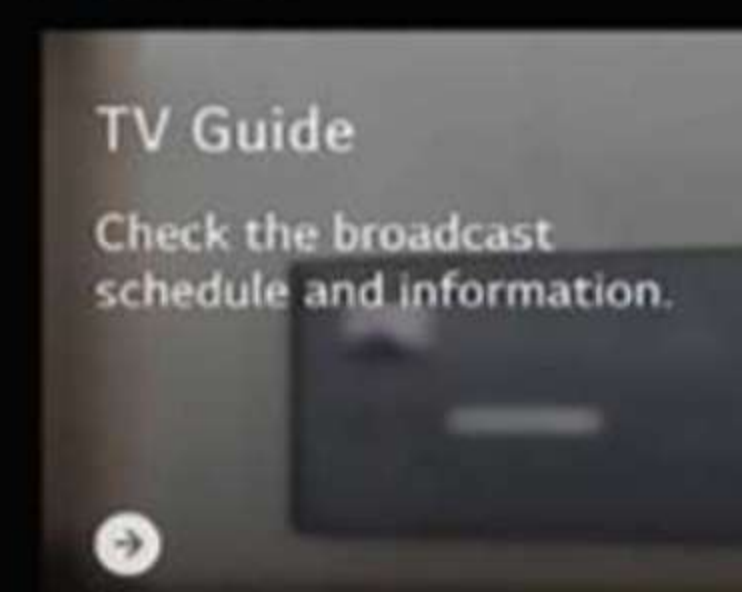 TV Guide
Check the broadcast
schedule and information.